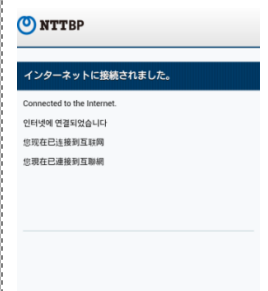 NTTBP
インターネットに接続されました。
Connected to the Internet.
인터넷에 연결되었습니다
您现在已连接到互联网
您現在已連接到互聯網